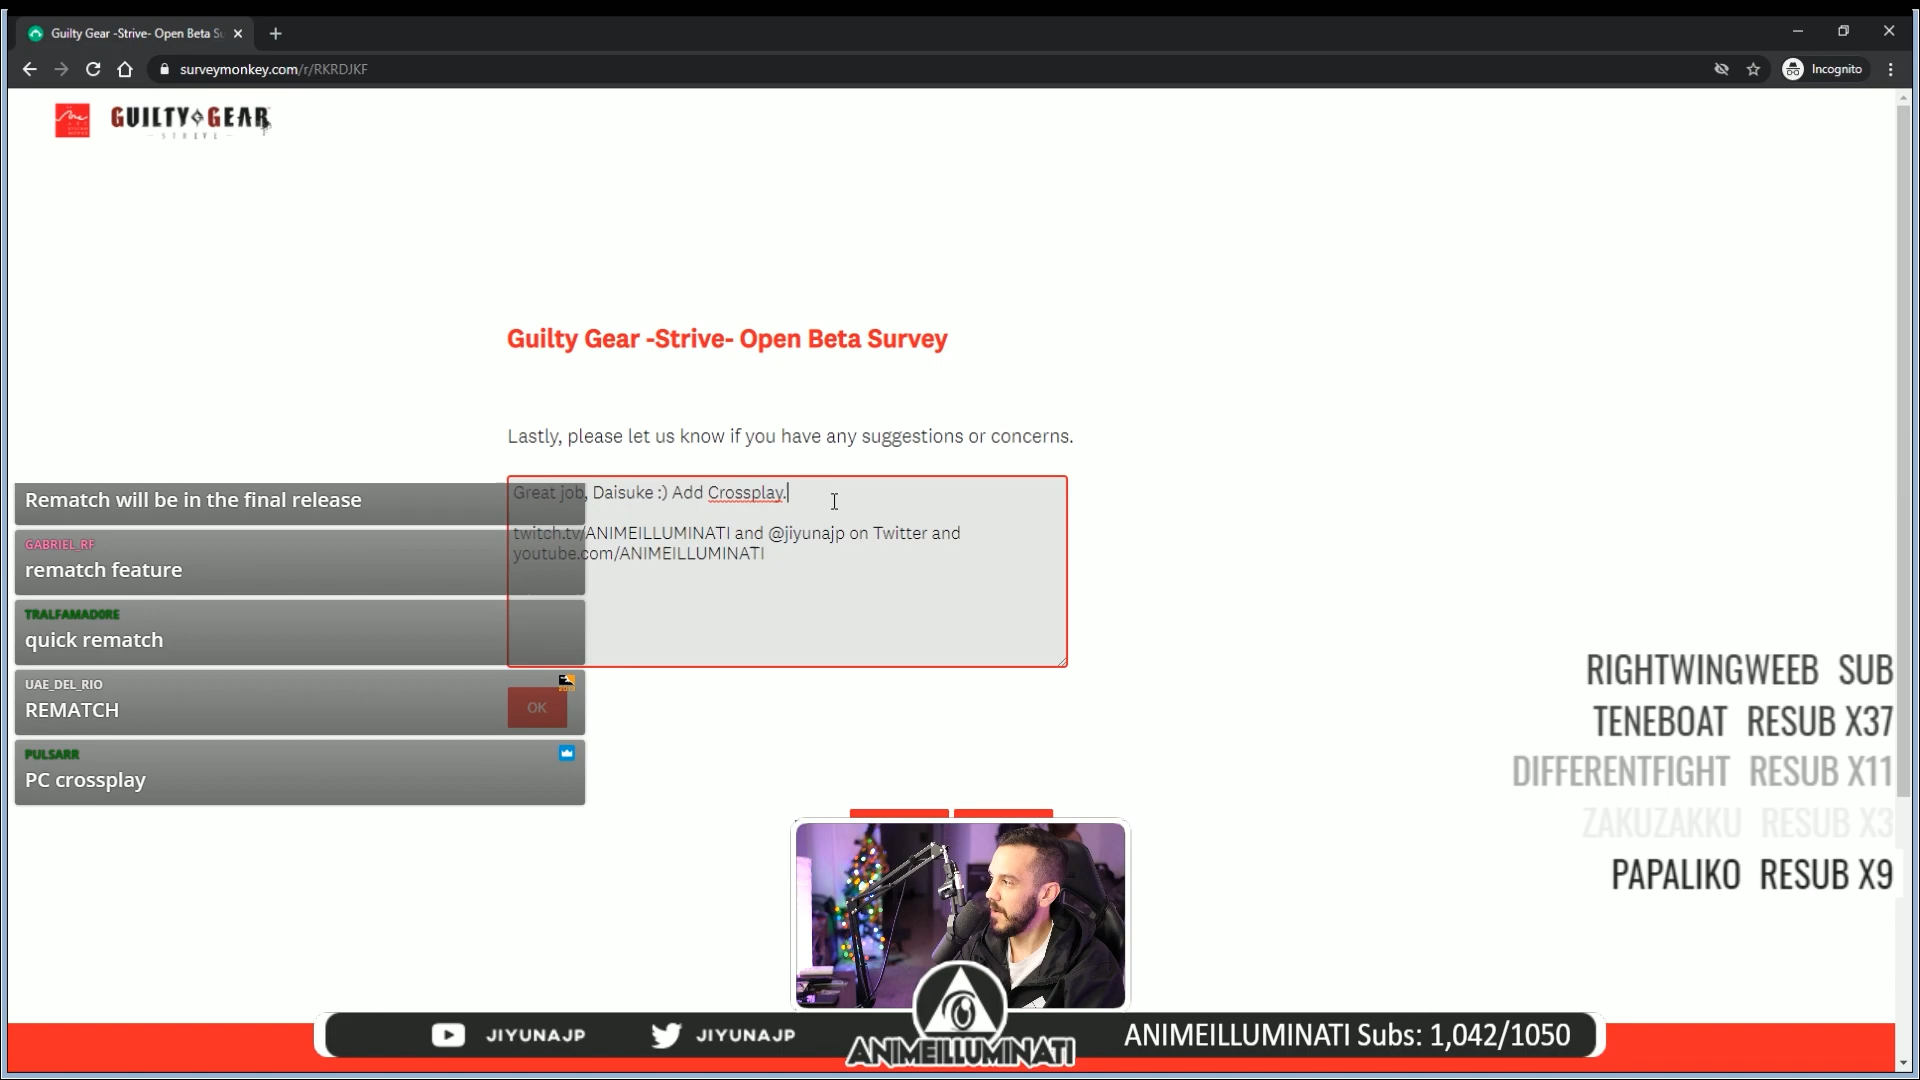 Guilty Gear -Strive- Open Beta Su
surveymonkey.com/r/RKRDJKF
Incognito
GUILTY GEAR
STRIVE
Guilty Gear -Strive- Open Beta Survey
Lastly, please let us know if you have any suggestions or concerns.
Great job, Daisuke :) Add Crossplay.
twitch.tv/ANIMEILLUMINATI and @jiyunajp on Twitter and
youtube.com/ANIMEILLUMINATI
Rematch will be in the final release
GABRIEL_RF
rematch feature
TRALFAMADORE
quick rematch
UAE_DEL_RIO
REMATCH
OK
PULSARR
PC crossplay
RIGHTWINGWEEB SUB
TENEBOAT RESUB X37
DIFFERENTFIGHT RESUB X11
ZAKUZAKKU RESUB X3
PAPALIKO RESUB X9
JIYUNAJP
JIYUNAJP
ANIMEILLUMINATI
ANIMEILLUMINATI Subs: 1,042/1050